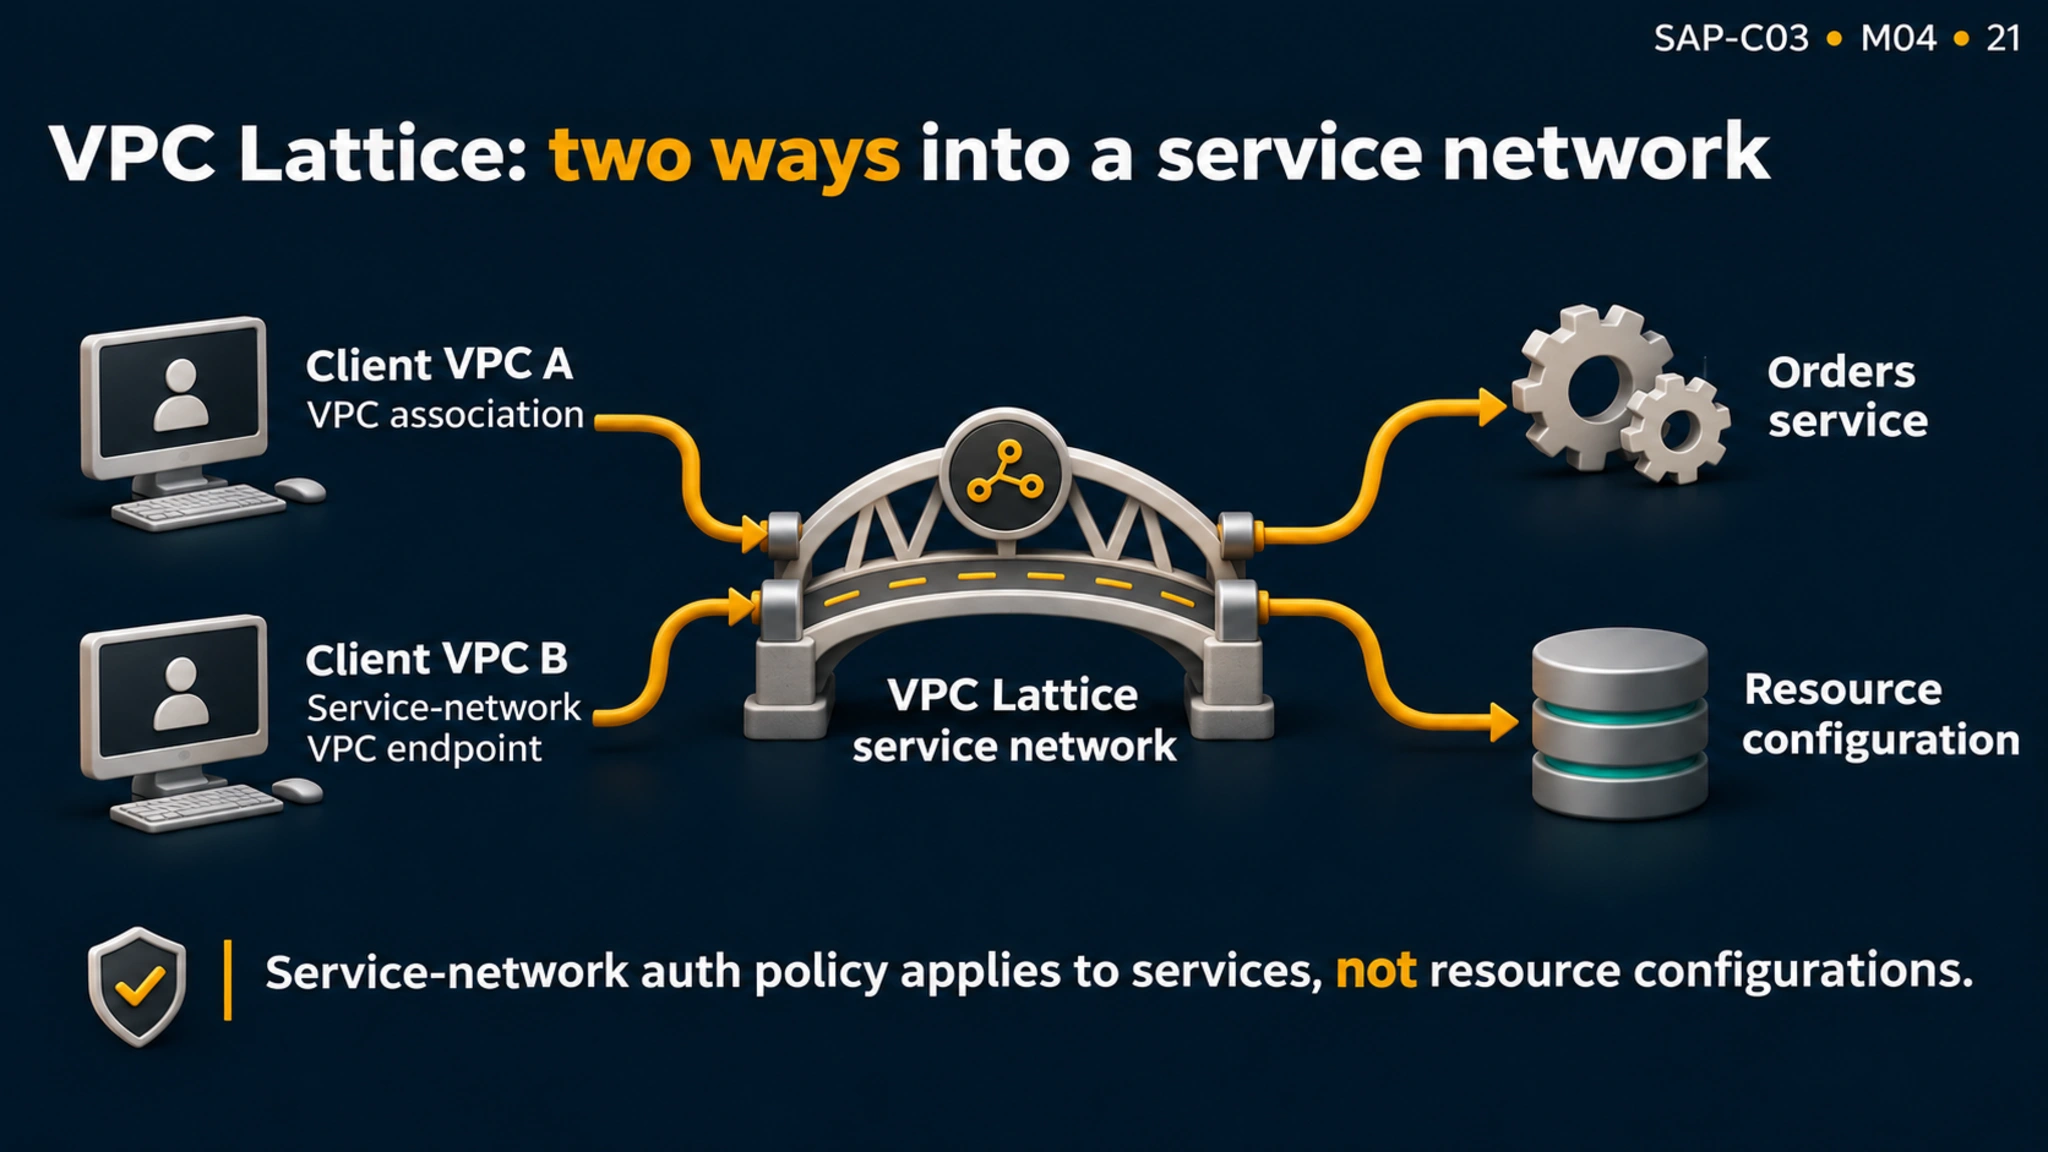 SAP-C03 • M04 • 21
VPC Lattice: two ways into a service network
Client VPC A
VPC association
Client VPC B
Service-network
VPC endpoint
VPC Lattice
service network
Orders
service
Resource
configuration
Service-network auth policy applies to services, not resource configurations.